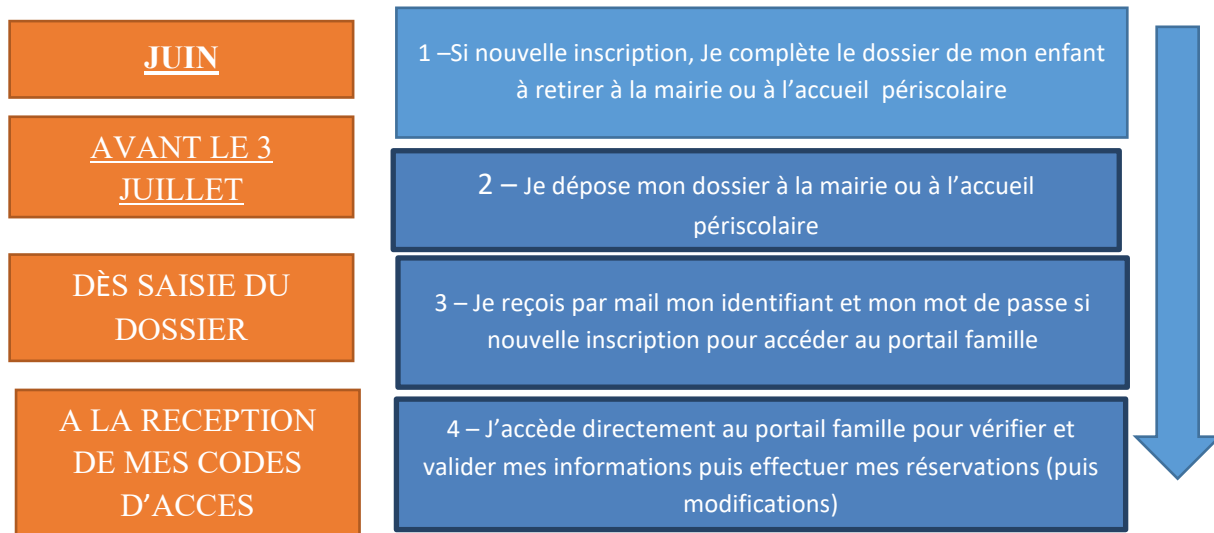 JUIN
1 –Si nouvelle inscription, Je complète le dossier de mon enfant
à retirer à la mairie ou à l’accueil  périscolaire
AVANT LE 3
JUILLET
2 – Je dépose mon dossier à la mairie ou à l’accueil
périscolaire
DÈS SAISIE DU
DOSSIER
3 – Je reçois par mail mon identifiant et mon mot de passe si
nouvelle inscription pour accéder au portail famille
A LA RECEPTION
DE MES CODES
D’ACCES
4 – J’accède directement au portail famille pour vérifier et
valider mes informations puis effectuer mes réservations (puis
modifications)